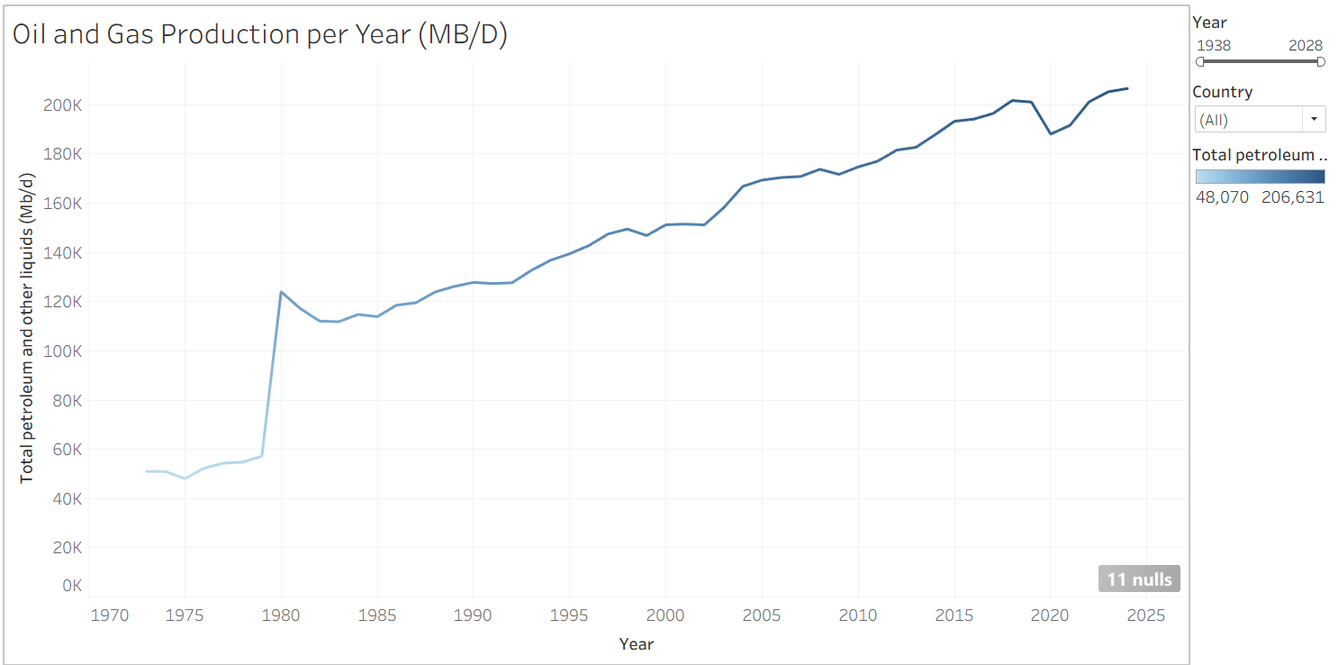 Oil and Gas Production per Year (MB/D)
Total petroleum and other liquids (Mb/d)
200K
180K
160K
140K
120K
100K
80K
60K
40K
20K
0K
11 nulls
1970 1975 1980 1985 1990 1995 2000 2005 2010 2015 2020 2025
Year
Year
1938 2028
Country
(All)
Total petroleum ..
48,070 206,631